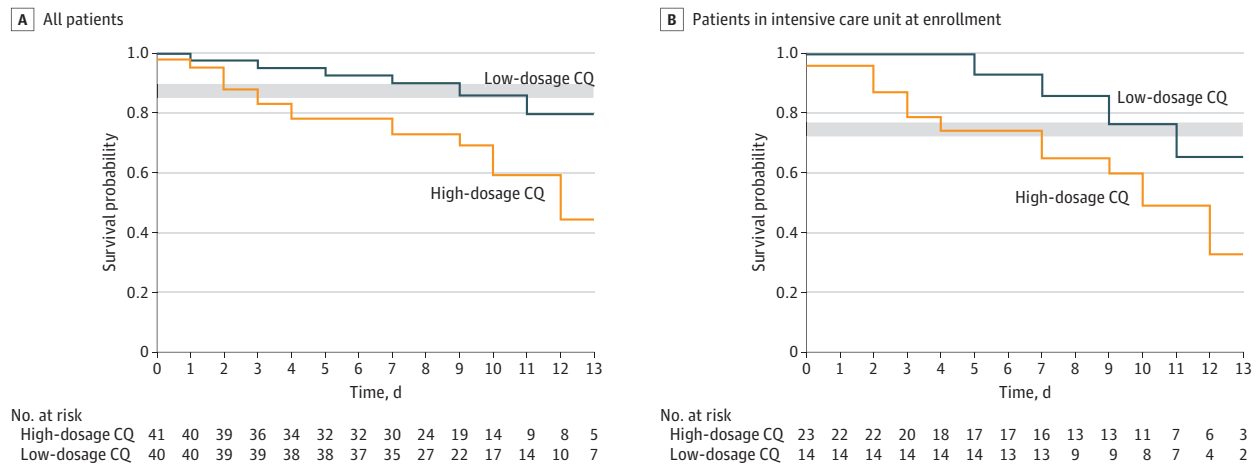 A All patients
1.0
0.8
0.6
0.4
0.2
0
Survival probability
Low-dosage CQ
High-dosage CQ
0 1 2 3 4 5 6 7 8 9 10 11 12 13
Time, d
No. at risk
High-dosage CQ 41 40 39 36 34 32 32 30 24 19 14 9 8 5
Low-dosage CQ 40 40 39 39 38 38 37 35 27 22 17 14 10 7
B Patients in intensive care unit at enrollment
1.0
0.8
0.6
0.4
0.2
0
Survival probability
Low-dosage CQ
High-dosage CQ
0 1 2 3 4 5 6 7 8 9 10 11 12 13
Time, d
High-dosage CQ 23 22 22 20 18 17 17 16 13 13 11 7 6 3
Low-dosage CQ 14 14 14 14 14 14 13 13 9 9 8 7 4 2